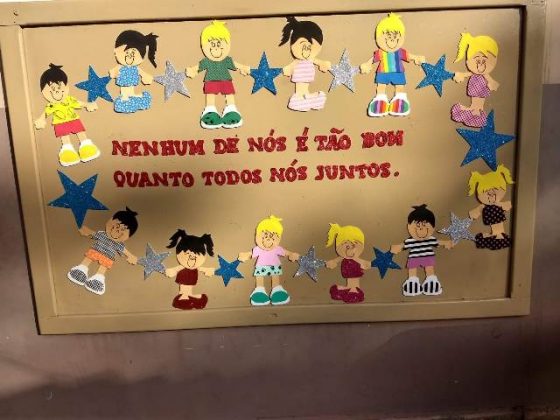 NENHUM DE NÓS É TÃO BOM
QUANTO TODOS NÓS JUNTOS.